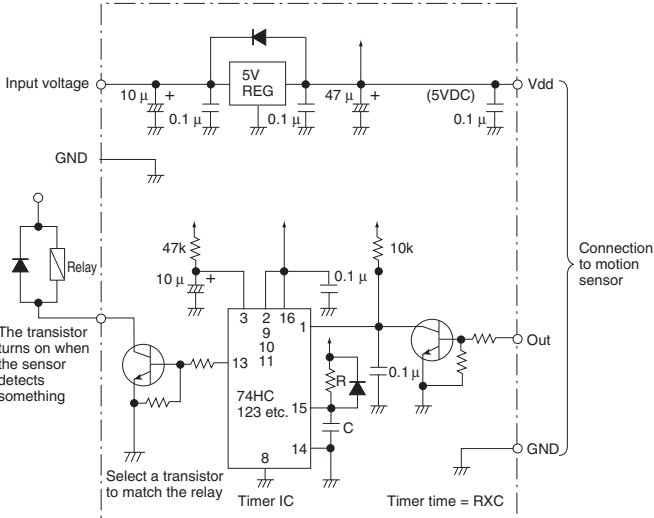 Input voltage
10 μ
+
0.1 μ
5V
REG
0.1 μ
47 μ
+
(5VDC)
0.1 μ
Vdd
GND
Relay
47k
10 μ
+
0.1 μ
10k
Connection
to motion
sensor
3
2
16
9
10
11
1
13
74HC
123 etc.
15
14
8
R
C
0.1 μ
Out
GND
The transistor
turns on when
the sensor
detects
something
Select a transistor
to match the relay
Timer IC
Timer time = RXC